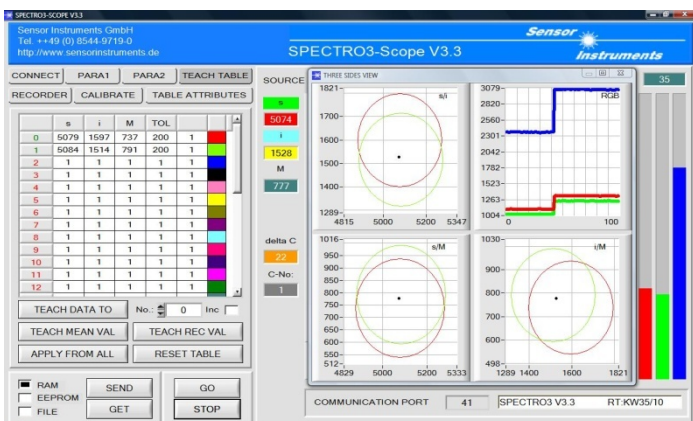 SPECTRO3-SCOPE V3.3
Sensor Instruments GmbH
Tel. ++49 (0) 8544-9719-0
http://www.sensorinstruments.de
SPECTRO3-Scope V3.3
Sensor
Instruments
CONNECT PARA1 PARA2 TEACH TABLE
RECORDER CALIBRATE TABLE ATTRIBUTES
s i M TOL
0 5079 1597 737 200 1
1 5084 1514 791 200 1
2 1 1 1 1 1
3 1 1 1 1 1
4 1 1 1 1 1
5 1 1 1 1 1
6 1 1 1 1 1
7 1 1 1 1 1
8 1 1 1 1 1
9 1 1 1 1 1
10 1 1 1 1 1
11 1 1 1 1 1
12 1 1 1 1 1
TEACH DATA TO No.: 0 Inc
TEACH MEAN VAL TEACH REC VAL
APPLY FROM ALL RESET TABLE
RAM
EEPROM
FILE
SEND GO
GET STOP
SOURCE
s
5074
i
1528
M
777
delta C
22
C-No:
1
THREE SIDES VIEW
s/i
1821-
1700-
1600-
1500-
1400-
1289-
4815 5000 5200 5347
RGB
3079-
2820-
2560-
2301-
2042-
1782-
1523-
1263-
1004-
0 100
s/M
1016-
950-
900-
850-
800-
750-
700-
650-
600-
550-
512-
4829 5000 5200 5333
i/M
1030-
900-
800-
700-
600-
498-
1289 1400 1600 1821
35
COMMUNICATION PORT 41 SPECTRO3 V3.3 RT:KW35/10